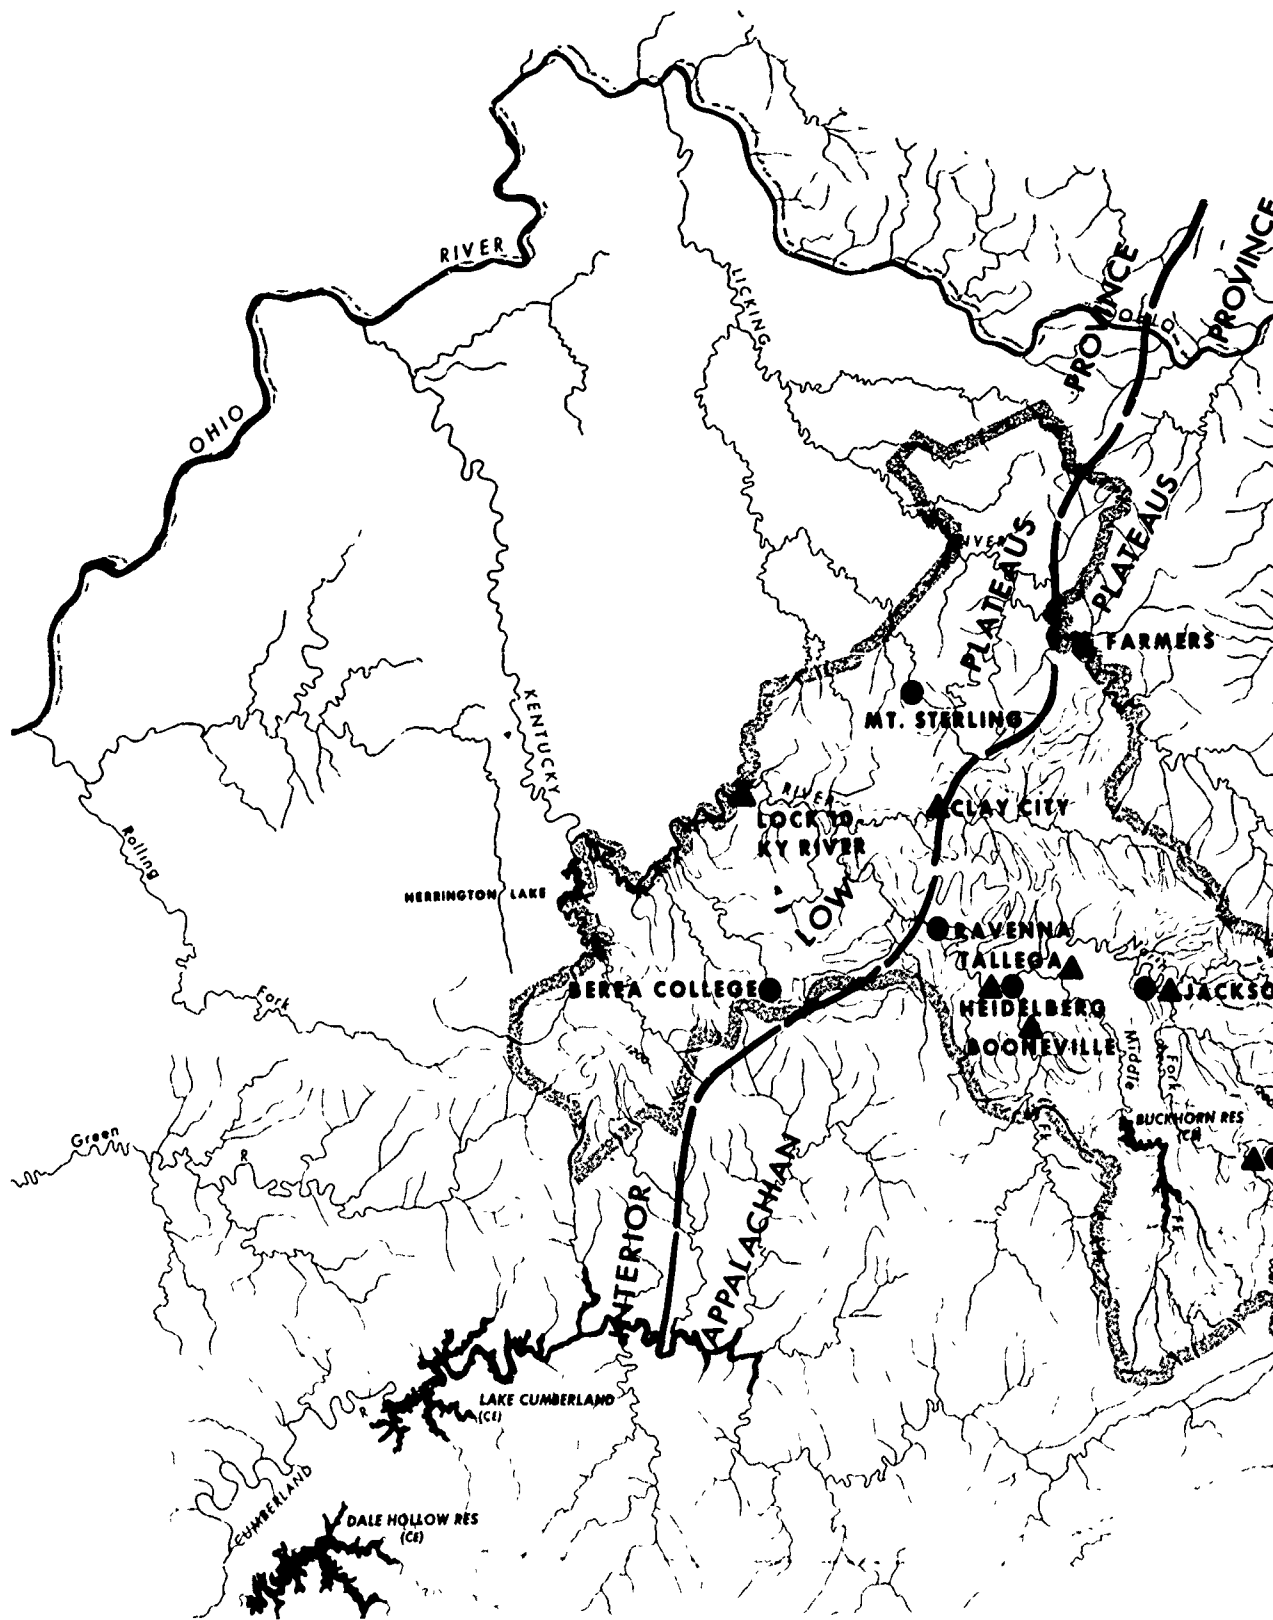 RIVER
OHIO
LICKING
PROVINCE
PROVINCE
OHIO
PLATEAUS
PLATEAUS
FARMERS
MT. STERLING
KENTUCKY
RIVER
LOCK 10-
KY RIVER
CLAY CITY
Rolling
HERRINGTON LAKE
LOW
RAVENNA
TALLEGA
BEREA COLLEGE
HEIDELBERG
JACKSO
BOONEVILLE
Fork
Middle
Fork
Green
R
BUCKHORN RES
(CE)
Fk
INTERIOR
APPALACHIAN
LAKE CUMBERLAND
(CE)
R
CUMBERLAND
DALE HOLLOW RES
(CE)